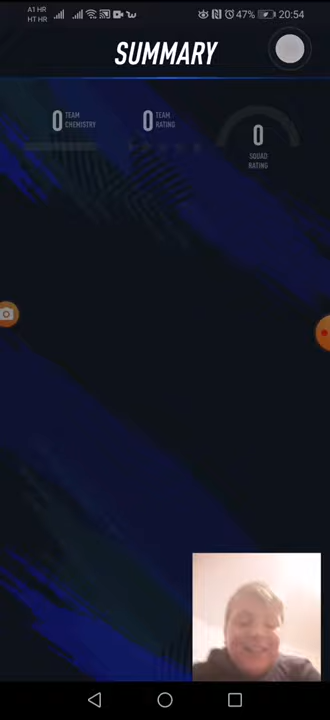 A1 HR
HT HR
47% 20:54
SUMMARY
0 TEAM CHEMISTRY
0 TEAM RATING
0
SQUAD
RATING